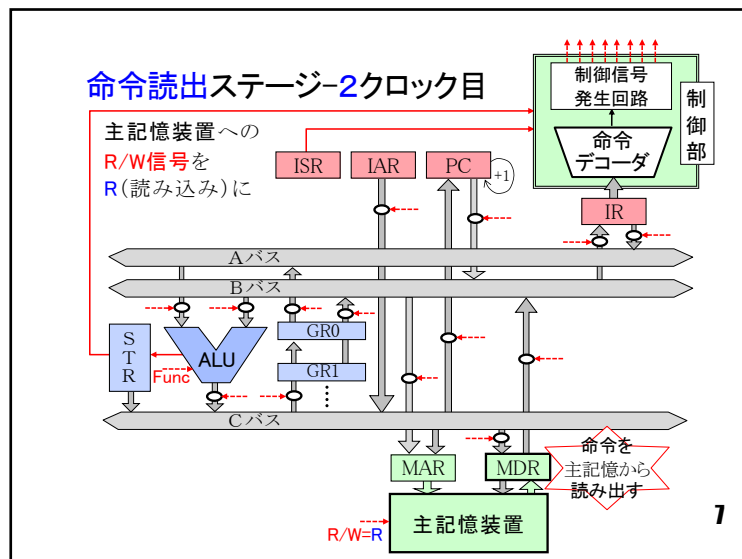 命令読出ステージ-2クロック目
主記憶装置への
R/W信号を
R(読み込み)に
制御信号
発生回路
命令
デコーダ
制御部
ISR
IAR
PC
+1
IR
Aバス
Bバス
STR
ALU
Func
GR0
GR1
⋮
Cバス
MAR
MDR
命令を
主記憶から
読み出す
主記憶装置
R/W=R
7